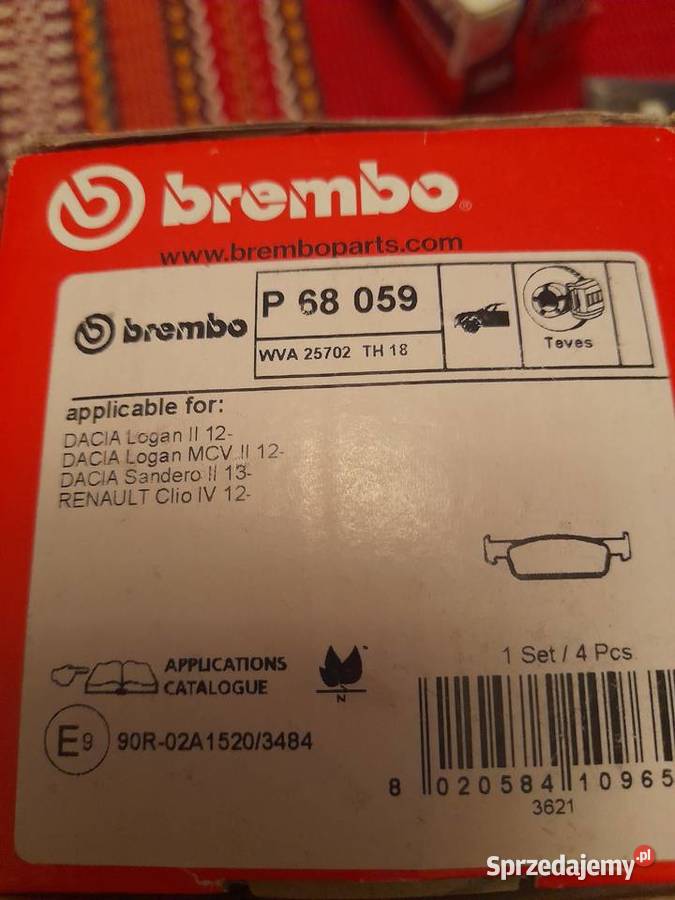 brembo®
www.bremboparts.com
brembo
P 68 059
WVA 25702 TH 18
Teves
applicable for:
DACIA Logan II 12-
DACIA Logan MCV II 12-
DACIA Sandero II 13-
RENAULT Clio IV 12-
APPLICATIONS
CATALOGUE
N
1 Set / 4 Pcs
E9
90R-02A1520/3484
8 020584 10965
3621
Sprzedajemy.pl